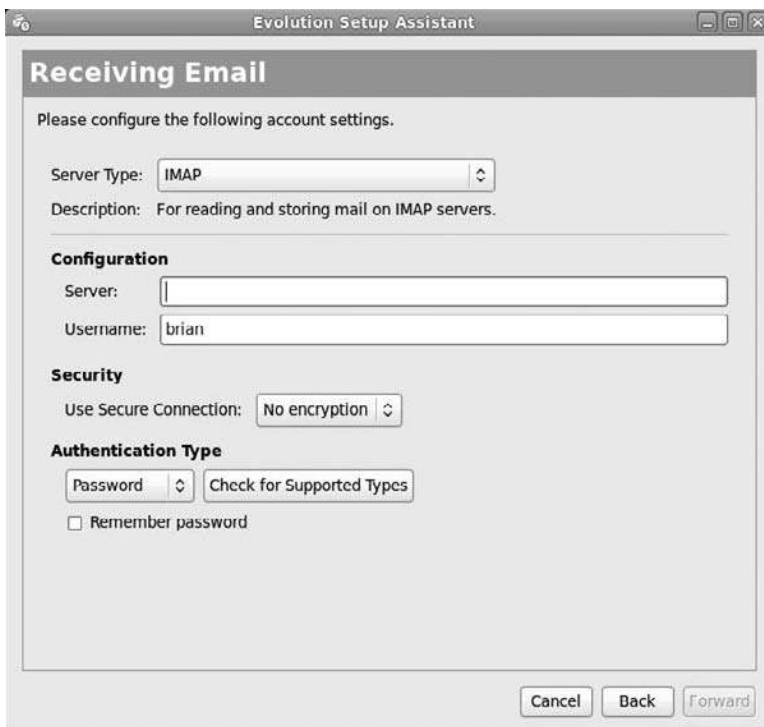 Evolution Setup Assistant
Receiving Email
Please configure the following account settings.
Server Type: IMAP
Description: For reading and storing mail on IMAP servers.
Configuration
Server:
Username: brian
Security
Use Secure Connection: No encryption
Authentication Type
Password Check for Supported Types
Remember password
Cancel Back Forward